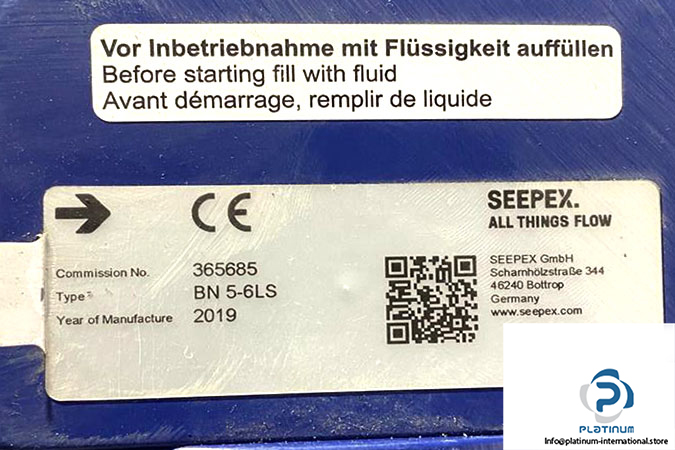 Vor Inbetriebnahme mit Flüssigkeit auffüllen
Before starting fill with fluid
Avant démarrage, remplir de liquide
CE
SEEPEX.
ALL THINGS FLOW
Commission No. 365685
Type BN 5-6LS
Year of Manufacture 2019
SEEPEX GmbH
Scharnhölzstraße 344
46240 Bottrop
Germany
www.seepex.com
PLATINUM
Info@platinum-international.store